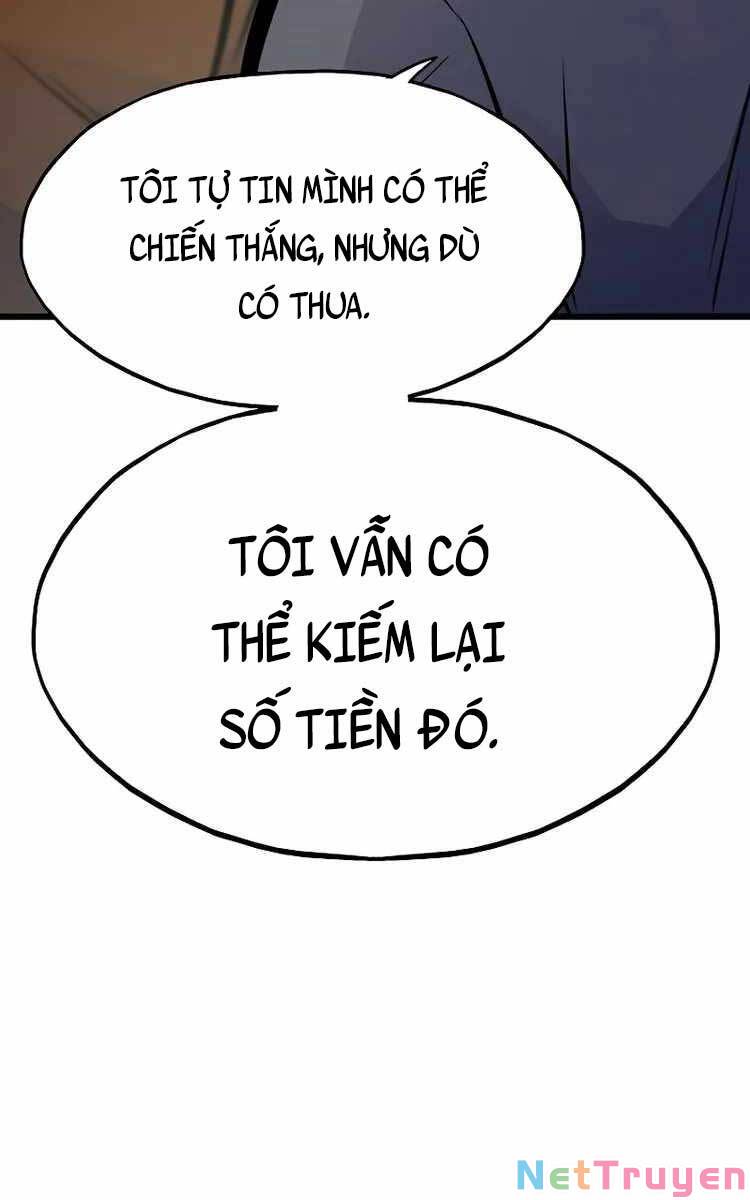 TÔI TỰ TIN MÌNH CÓ THỂ
CHIẾN THẮNG, NHƯNG DÙ
CÓ THUA.
TÔI VẪN CÓ
THỂ KIẾM LẠI
SỐ TIỀN ĐÓ.
NetTruyen